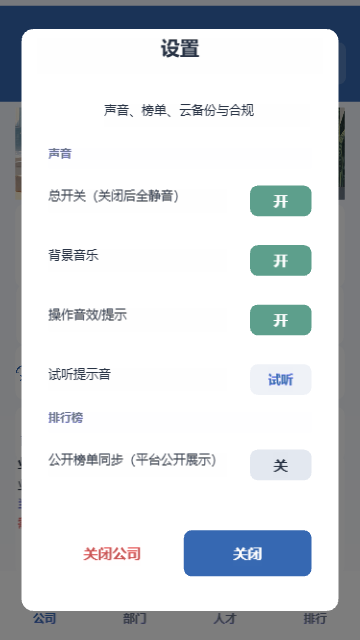 设置
声音、榜单、云备份与合规
声音
总开关（关闭后全静音）
开
背景音乐
开
操作音效/提示
开
试听提示音
试听
排行榜
公开榜单同步（平台公开展示）
关
关闭公司
关闭
公司
部门
人才
排行